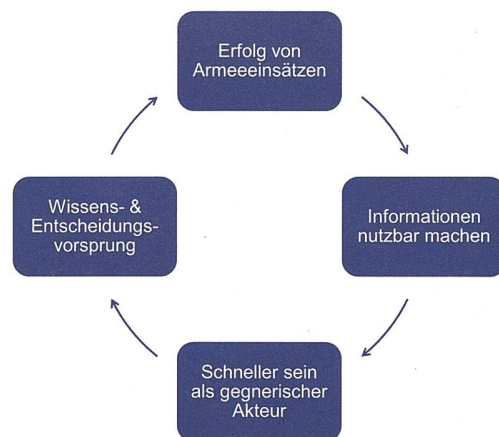 Erfolg von
Armeeeinsätzen
Informationen
nutzbar machen
Schneller sein
als gegnerischer
Akteur
Wissens- &
Entscheidungs-
vorsprung